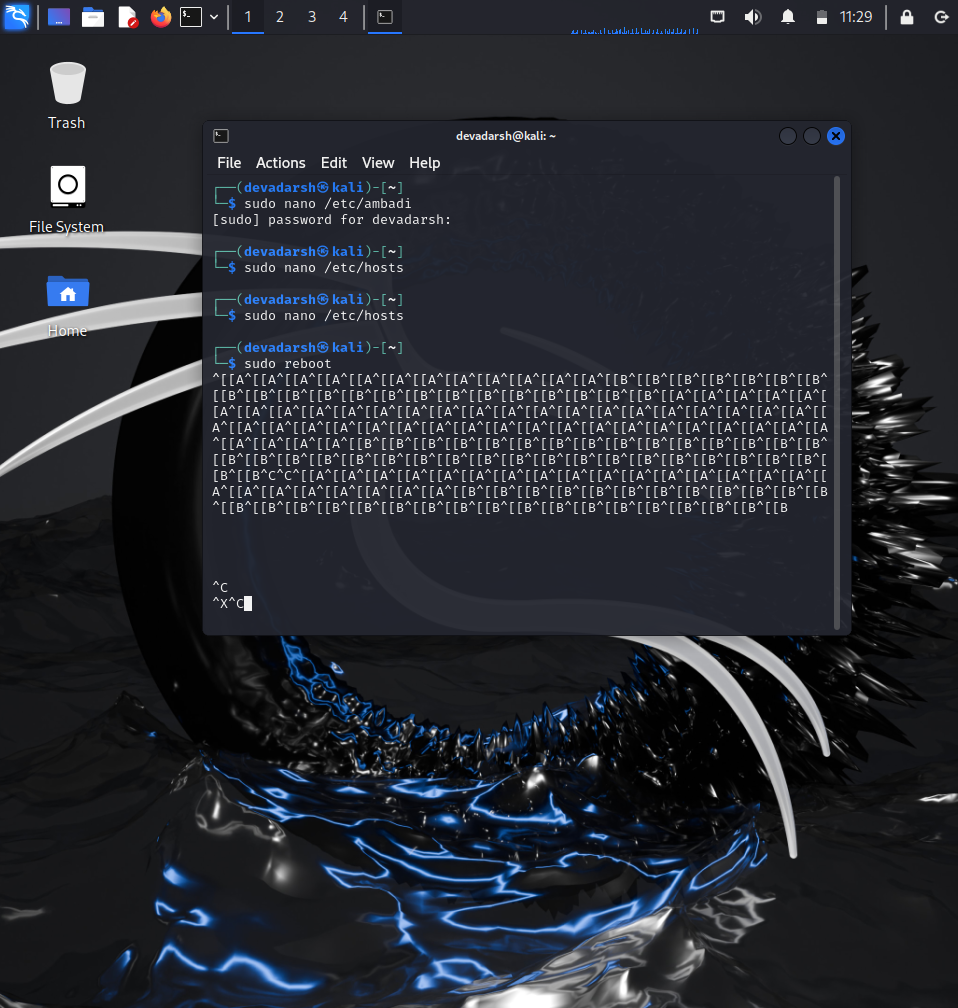 11:29
1
2
3
4
Trash
File System
Home
devadarsh@kali: ~
File Actions Edit View Help
┌──(devadarsh㉿kali)-[~]
└─$ sudo nano /etc/ambadi
[sudo] password for devadarsh:
┌──(devadarsh㉿kali)-[~]
└─$ sudo nano /etc/hosts
┌──(devadarsh㉿kali)-[~]
└─$ sudo nano /etc/hosts
┌──(devadarsh㉿kali)-[~]
└─$ sudo reboot
^[[A^[[A^[[A^[[A^[[A^[[A^[[A^[[A^[[A^[[A^[[A^[[A^[[B^[[B^[[B^[[B^[[B^[[B^[[B^
[[B^[[B^[[B^[[B^[[B^[[B^[[B^[[B^[[B^[[B^[[B^[[B^[[B^[[B^[[A^[[A^[[A^[[A^[[A^[
[A^[[A^[[A^[[A^[[A^[[A^[[A^[[A^[[A^[[A^[[A^[[A^[[A^[[A^[[A^[[A^[[A^[[A^[[A^[[
A^[[A^[[A^[[A^[[A^[[A^[[A^[[A^[[A^[[A^[[A^[[A^[[A^[[A^[[A^[[A^[[A^[[A^[[A^[[A
^[[A^[[A^[[A^[[A^[[B^[[B^[[B^[[B^[[B^[[B^[[B^[[B^[[B^[[B^[[B^[[B^[[B^[[B^[[B^
[[B^[[B^[[B^[[B^[[B^[[B^[[B^[[B^[[B^[[B^[[B^[[B^[[B^[[B^[[B^[[B^[[B^[[B^[[B^[
[B^[[B^C^C^[[A^[[A^[[A^[[A^[[A^[[A^[[A^[[A^[[A^[[A^[[A^[[A^[[A^[[A^[[A^[[A^[[
A^[[A^[[A^[[A^[[A^[[A^[[A^[[A^[[B^[[B^[[B^[[B^[[B^[[B^[[B^[[B^[[B^[[B^[[B^[[B
^[[B^[[B^[[B^[[B^[[B^[[B^[[B^[[B^[[B^[[B^[[B^[[B^[[B^[[B^[[B^[[B^[[B^[[B
^C
^X^C